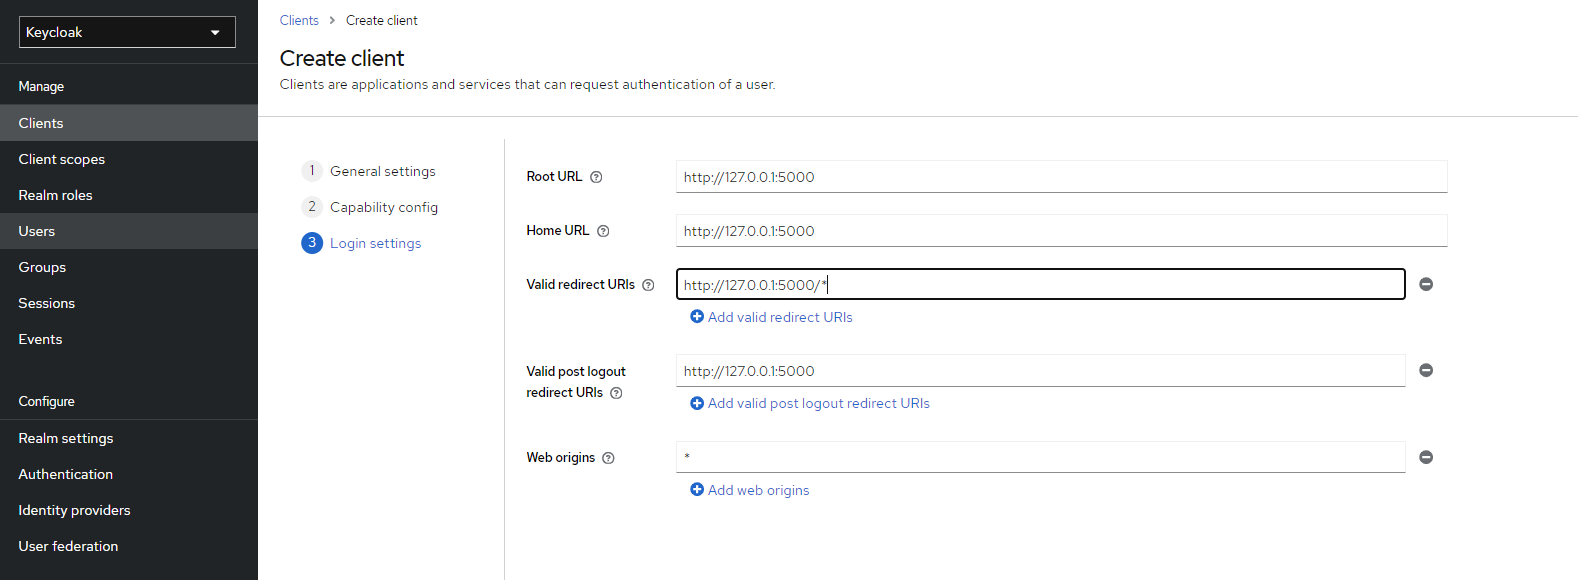 Keycloak
Manage
Clients
Client scopes
Realm roles
Users
Groups
Sessions
Events
Configure
Realm settings
Authentication
Identity providers
User federation
Clients > Create client
Create client
Clients are applications and services that can request authentication of a user.
1 General settings
2 Capability config
3 Login settings
Root URL ? http://127.0.0.1:5000
Home URL ? http://127.0.0.1:5000
Valid redirect URIs ? http://127.0.0.1:5000/*
Add valid redirect URIs
Valid post logout
redirect URIs ? http://127.0.0.1:5000
Add valid post logout redirect URIs
Web origins ? *
Add web origins